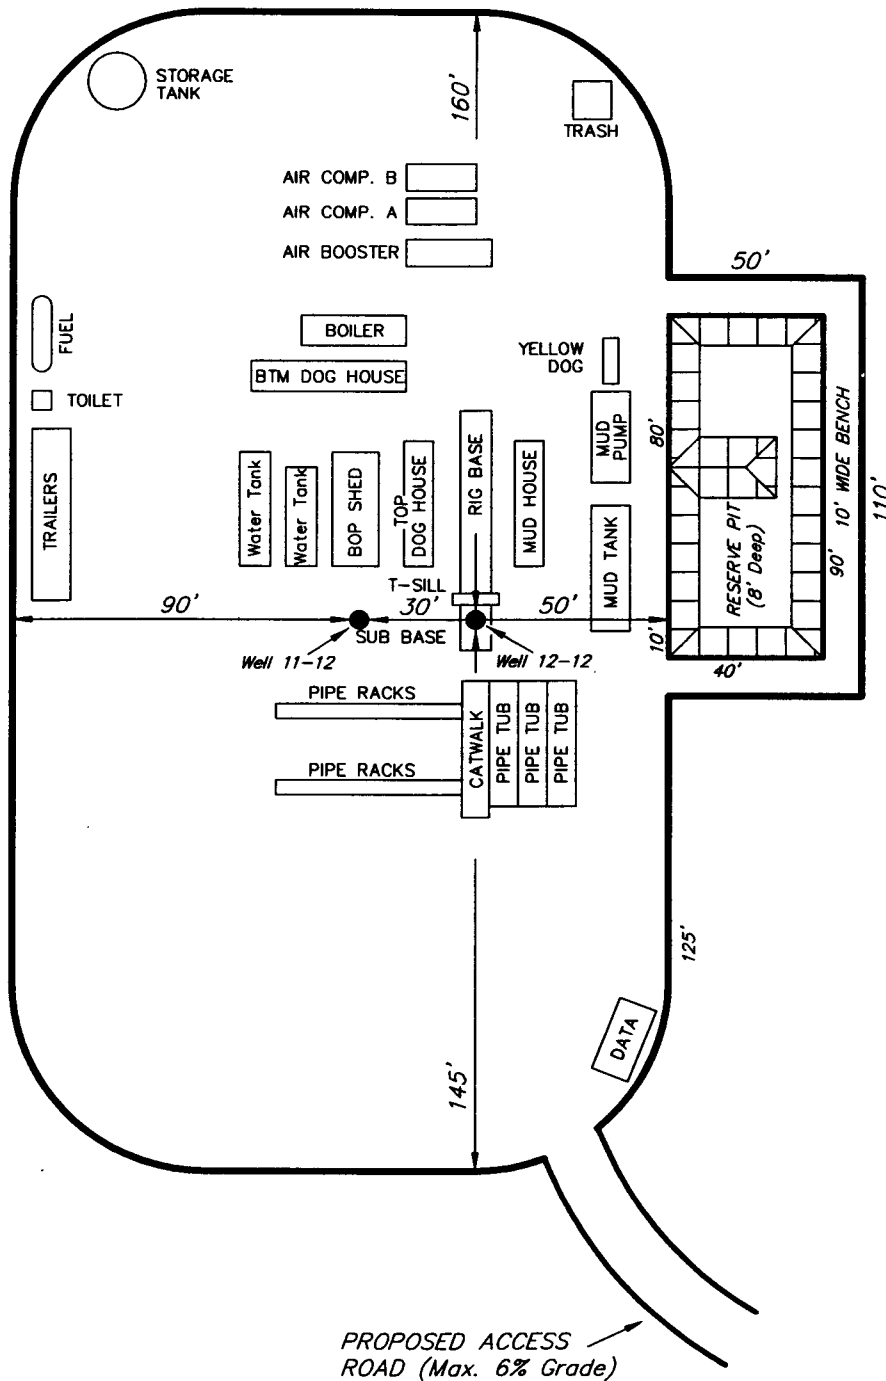 STORAGE
TANK
160'
TRASH
AIR COMP. B
AIR COMP. A
AIR BOOSTER
50'
FUEL
BOILER
YELLOW
DOG
BTM DOG HOUSE
TOILET
TRAILERS
Water Tank
Water Tank
BOP SHED
TOP
DOG HOUSE
RIG BASE
MUD HOUSE
MUD
PUMP
MUD TANK
80'
RESERVE PIT
(8' Deep)
90'
10' WIDE BENCH
110'
T-SILL
90'
30'
50'
10'
SUB BASE
Well 11-12
Well 12-12
40'
PIPE RACKS
PIPE RACKS
CATWALK
PIPE TUB
PIPE TUB
PIPE TUB
125'
DATA
145'
PROPOSED ACCESS
ROAD (Max. 6% Grade)